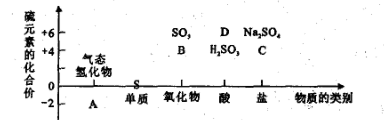 硫元素的化合价
+6
+4
0
-2
气态
氢化物
A
S
单质
SO₃
B
氧化物
D
H₂SO₃
酸
Na₂SO₄
C
盐
物质的类别